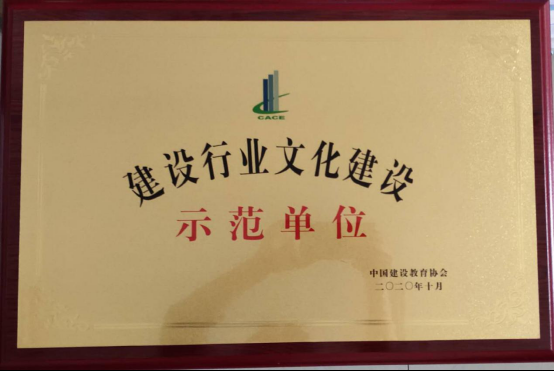 CACE
建设行业文化建设
示范单位
中国建设教育协会
二〇二〇年十月